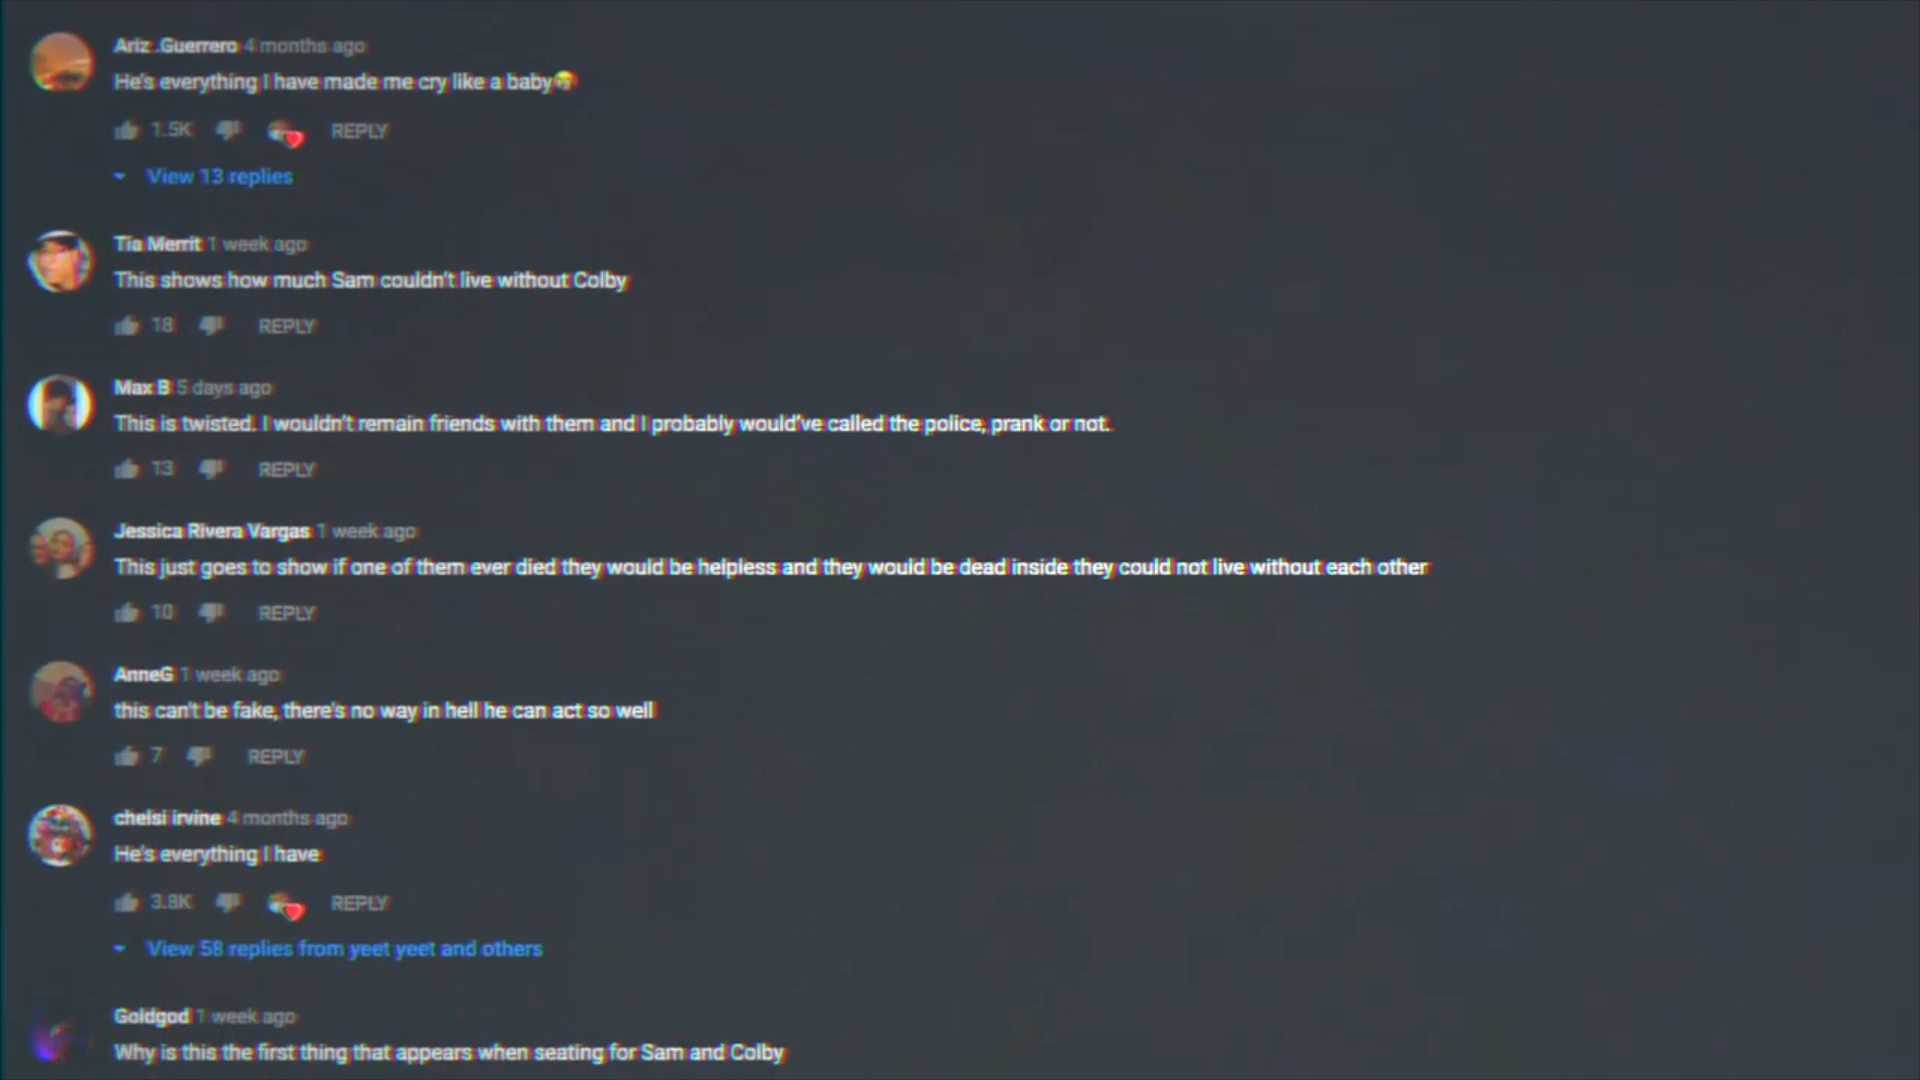 Ariz .Guerrero 4 months ago
He's everything I have made me cry like a baby😭
1.5K REPLY
View 13 replies
Tia Merrit 1 week ago
This shows how much Sam couldn't live without Colby
18 REPLY
Max B 5 days ago
This is twisted. I wouldn't remain friends with them and I probably would've called the police, prank or not.
13 REPLY
Jessica Rivera Vargas 1 week ago
This just goes to show if one of them ever died they would be helpless and they would be dead inside they could not live without each other
10 REPLY
AnneG 1 week ago
this can't be fake, there's no way in hell he can act so well
7 REPLY
chelsi irvine 4 months ago
He's everything I have
3.8K REPLY
View 58 replies from yeet yeet and others
Goldgod 1 week ago
Why is this the first thing that appears when seating for Sam and Colby